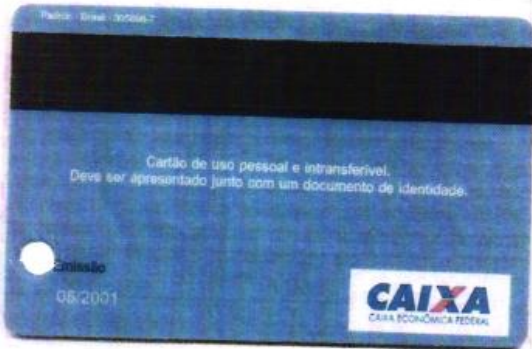 Cartão de uso pessoal e intransferível.
Deve ser apresentado junto com um documento de identidade.
Emissão
08/2001
CAIXA
CAIXA ECONÔMICA FEDERAL